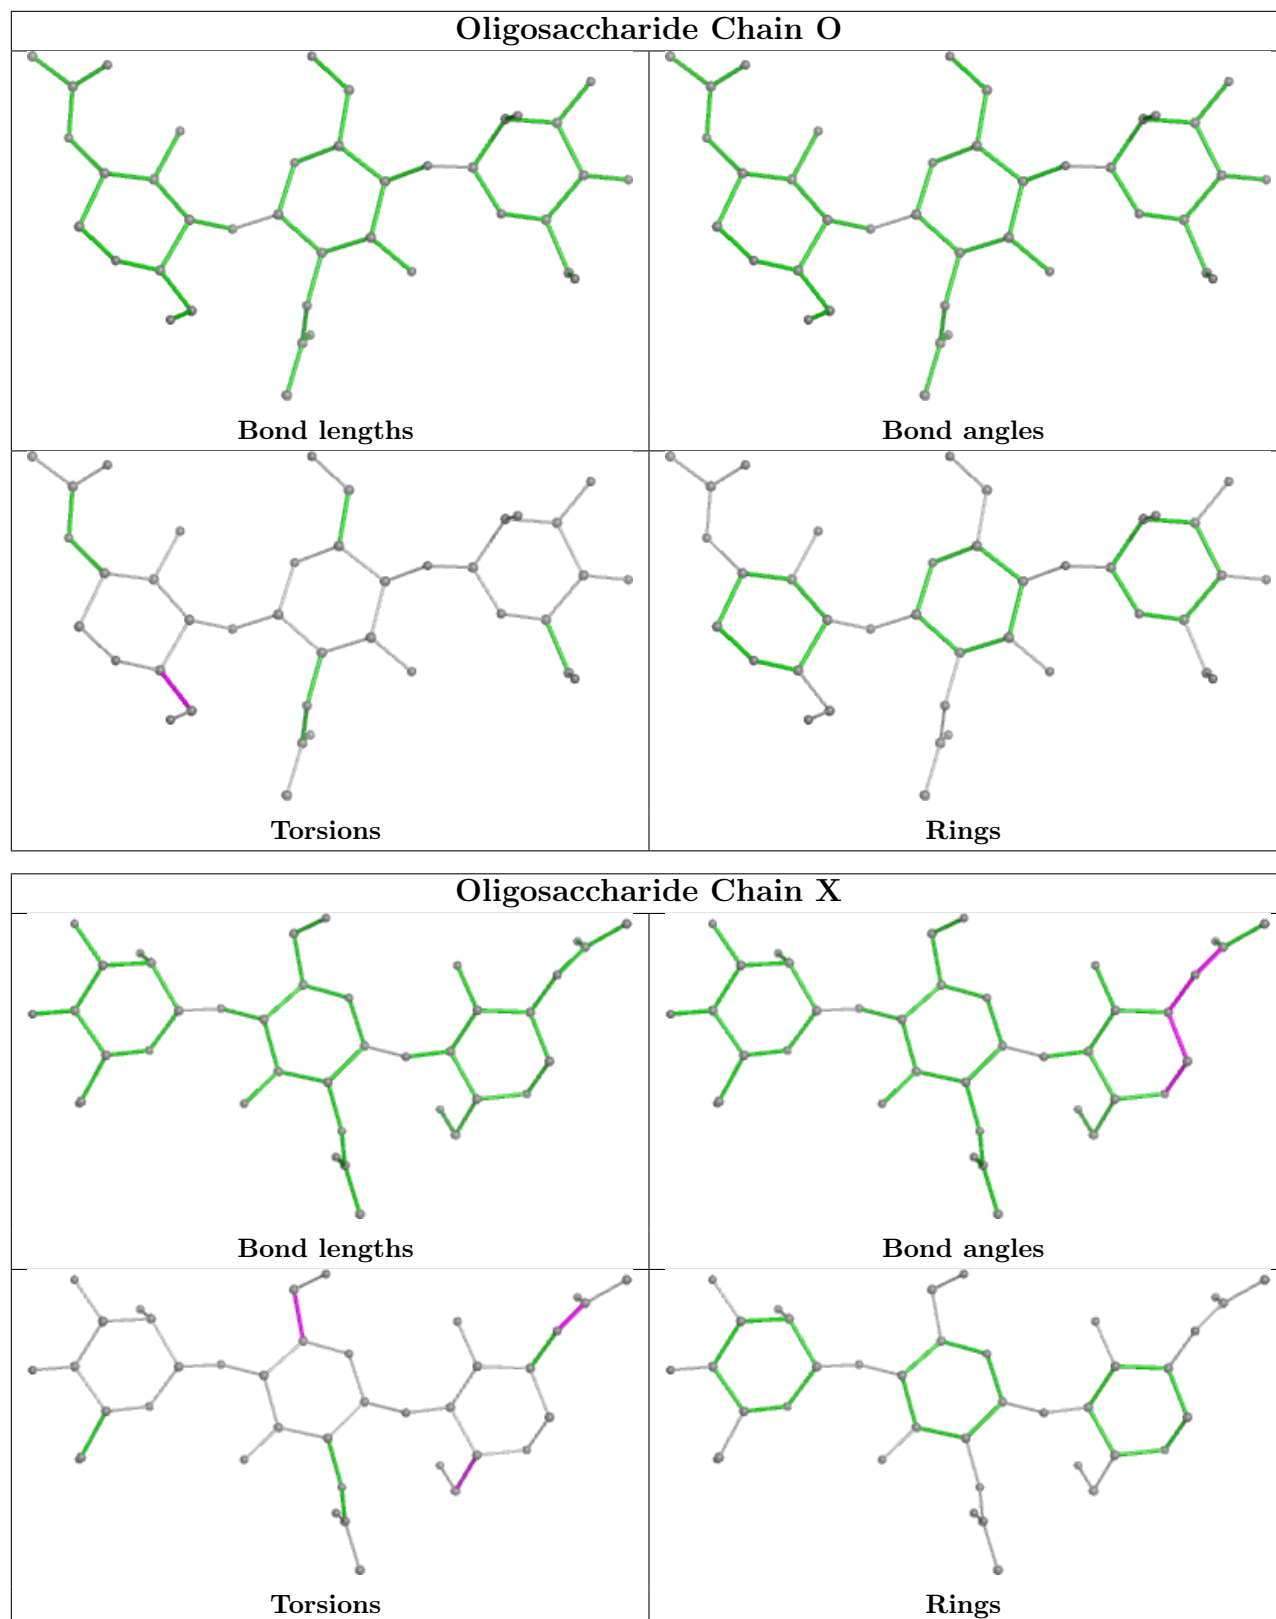 Oligosaccharide Chain O
Bond lengths
Bond angles
Torsions
Rings
Oligosaccharide Chain X
Bond lengths
Bond angles
Torsions
Rings